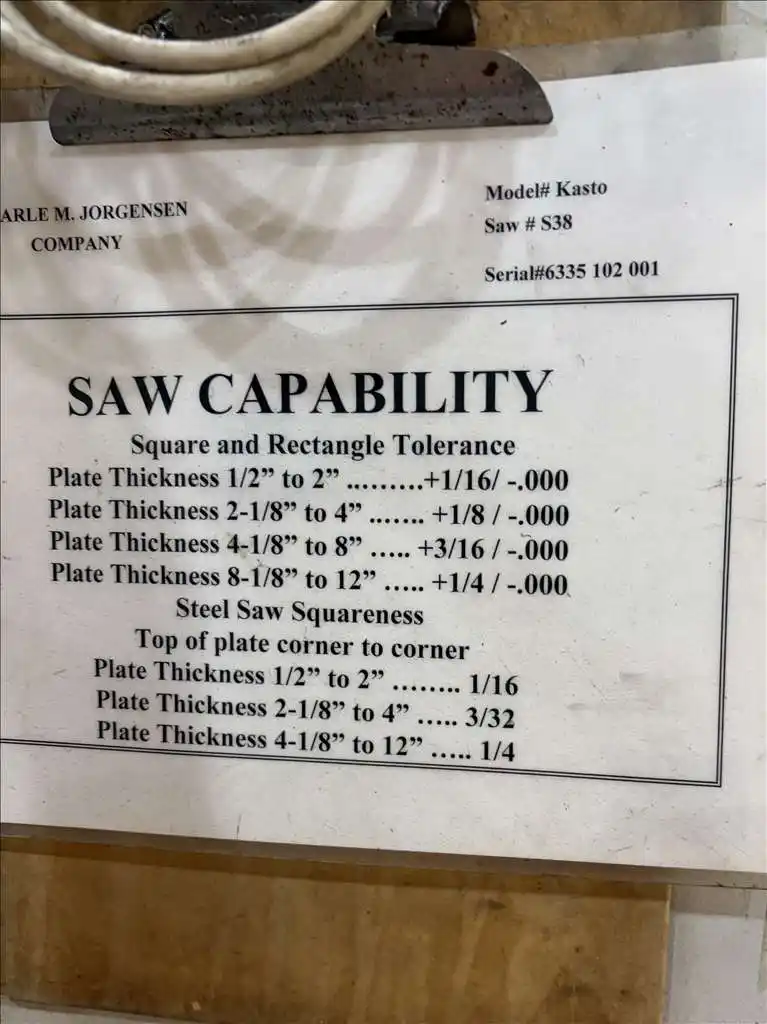 ARLE M. JORGENSEN
COMPANY
Model# Kasto
Saw # S38
Serial#6335 102 001
SAW CAPABILITY
Square and Rectangle Tolerance
Plate Thickness 1/2” to 2” .........+1/16/ -.000
Plate Thickness 2-1/8” to 4” ....... +1/8 / -.000
Plate Thickness 4-1/8” to 8” ..... +3/16 / -.000
Plate Thickness 8-1/8” to 12” ..... +1/4 / -.000
Steel Saw Squareness
Top of plate corner to corner
Plate Thickness 1/2” to 2” ........ 1/16
Plate Thickness 2-1/8” to 4” ..... 3/32
Plate Thickness 4-1/8” to 12” ..... 1/4